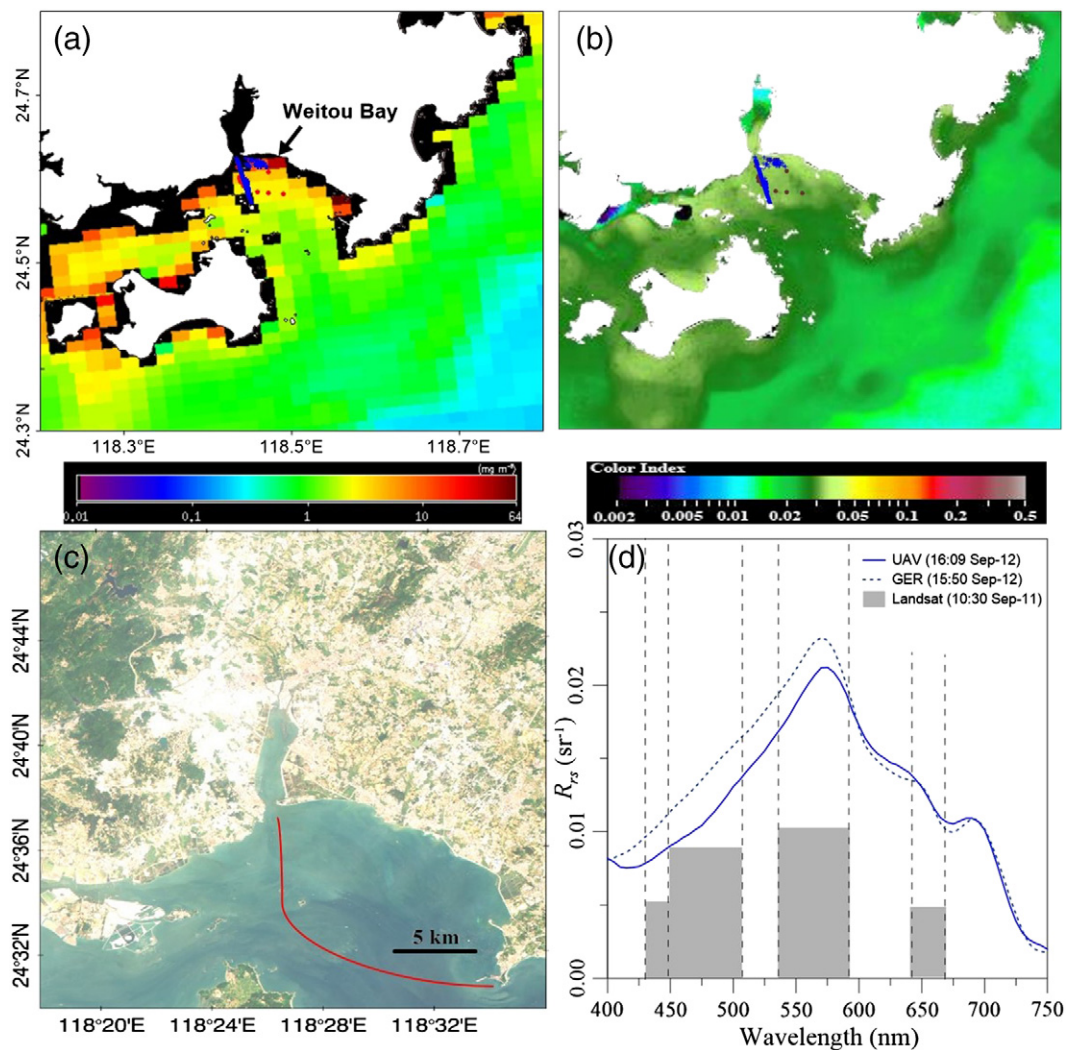 (a)
(b)
Weitou Bay
24.7°N
24.5°N
24.3°N
118.3°E 118.5°E 118.7°E
(mg m⁻³)
0.01 0.1 1 10 64
Color Index
0.002 0.005 0.01 0.02 0.05 0.1 0.2 0.5
(c)
24°44'N
24°40'N
24°36'N
24°32'N
5 km
118°20'E 118°24'E 118°28'E 118°32'E
(d)
UAV (16:09 Sep-12)
GER (15:50 Sep-12)
Landsat (10:30 Sep-11)
0.03
0.02
0.01
0.00
Rrs (sr⁻¹)
400 450 500 550 600 650 700 750
Wavelength (nm)